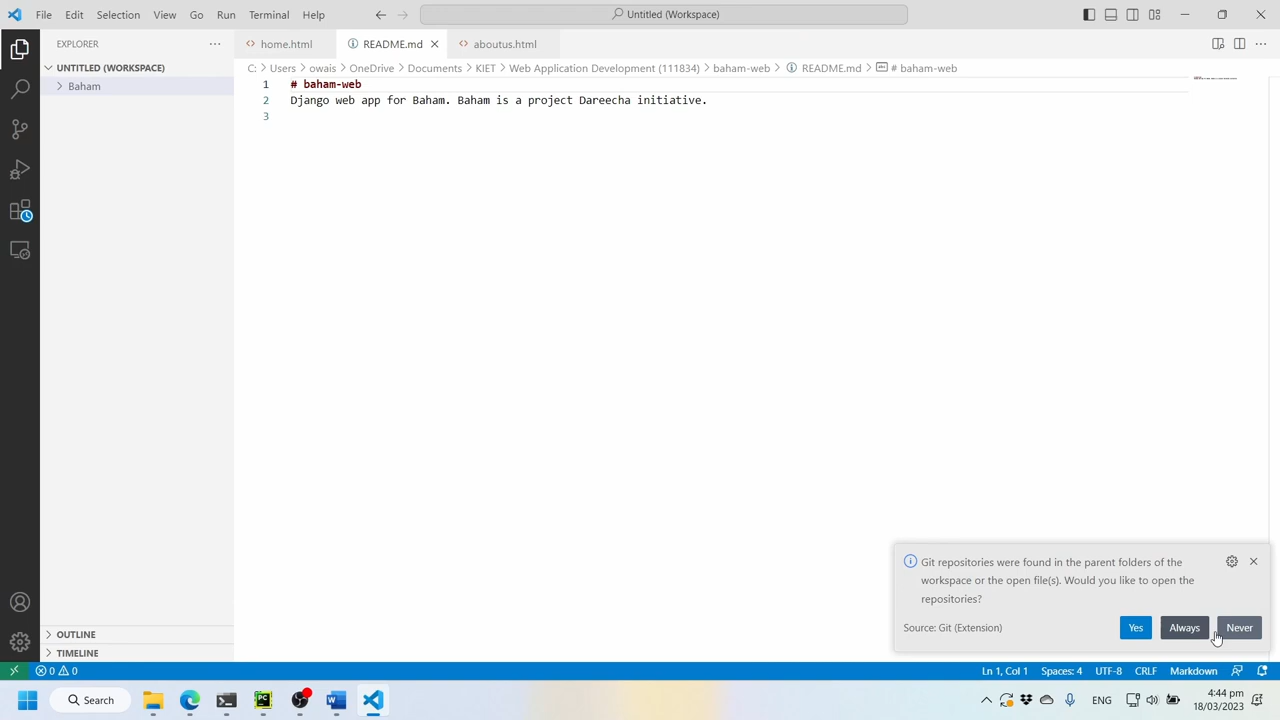 File Edit Selection View Go Run Terminal Help
Untitled (Workspace)
EXPLORER
home.html README.md aboutus.html
UNTITLED (WORKSPACE)
C: > Users > owais > OneDrive > Documents > KIET > Web Application Development (111834) > baham-web > README.md > # baham-web
Baham
1 # baham-web
2 Django web app for Baham. Baham is a project Dareecha initiative.
3
Git repositories were found in the parent folders of the
workspace or the open file(s). Would you like to open the
repositories?
Source: Git (Extension) Yes Always Never
OUTLINE
TIMELINE
0 0 Ln 1, Col 1 Spaces: 4 UTF-8 CRLF Markdown
Search ENG 4:44 pm
18/03/2023